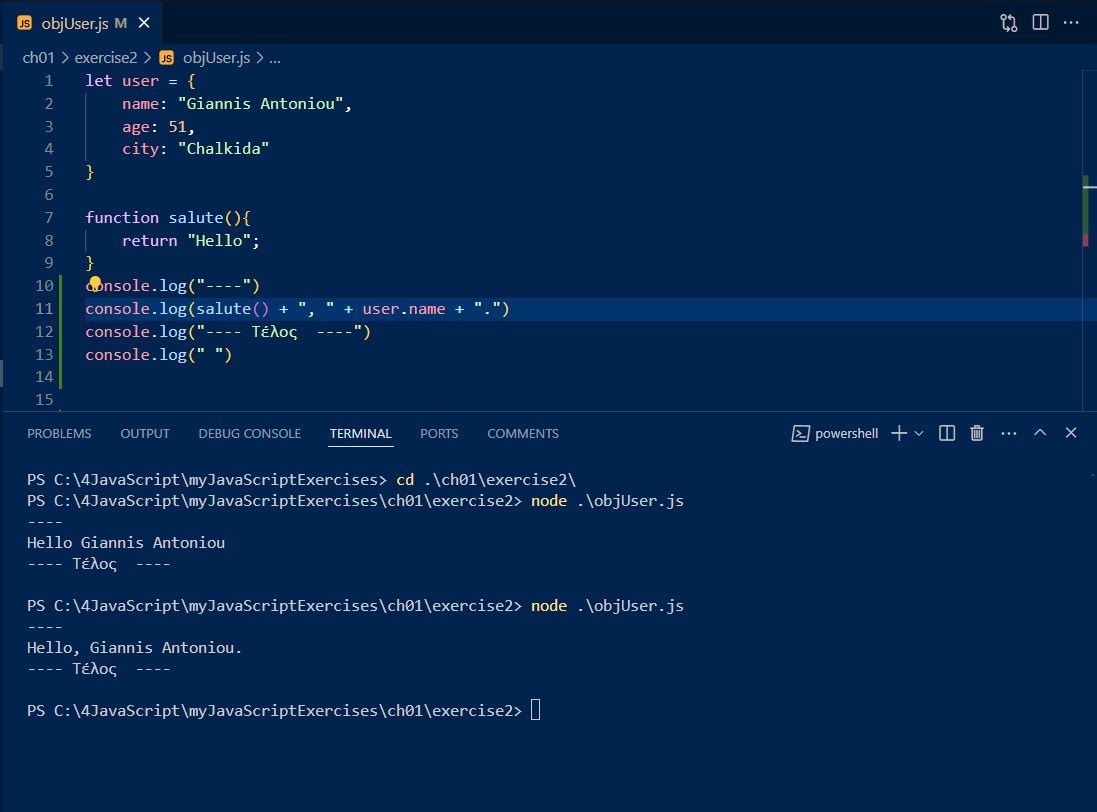 JS objUser.js M
ch01 > exercise2 > JS objUser.js > ...
1 let user = {
2     name: "Giannis Antoniou",
3     age: 51,
4     city: "Chalkida"
5 }
6
7 function salute(){
8     return "Hello";
9 }
10 console.log("----")
11 console.log(salute() + ", " + user.name + ".")
12 console.log("---- Τέλος  ----")
13 console.log(" ")
14
15
PROBLEMS OUTPUT DEBUG CONSOLE TERMINAL PORTS COMMENTS powershell
PS C:\4JavaScript\myJavaScriptExercises> cd .\ch01\exercise2\
PS C:\4JavaScript\myJavaScriptExercises\ch01\exercise2> node .\objUser.js
----
Hello Giannis Antoniou
---- Τέλος  ----
PS C:\4JavaScript\myJavaScriptExercises\ch01\exercise2> node .\objUser.js
----
Hello, Giannis Antoniou.
---- Τέλος  ----
PS C:\4JavaScript\myJavaScriptExercises\ch01\exercise2>